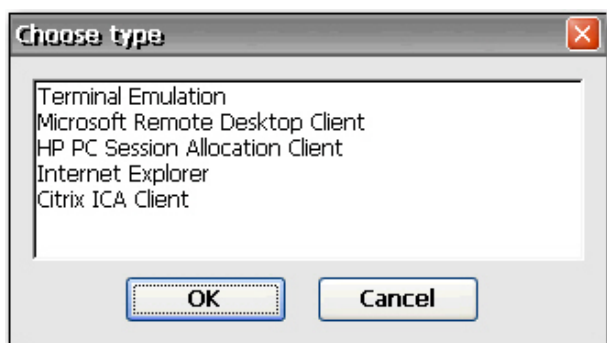 Choose type
Terminal Emulation
Microsoft Remote Desktop Client
HP PC Session Allocation Client
Internet Explorer
Citrix ICA Client
OK
Cancel